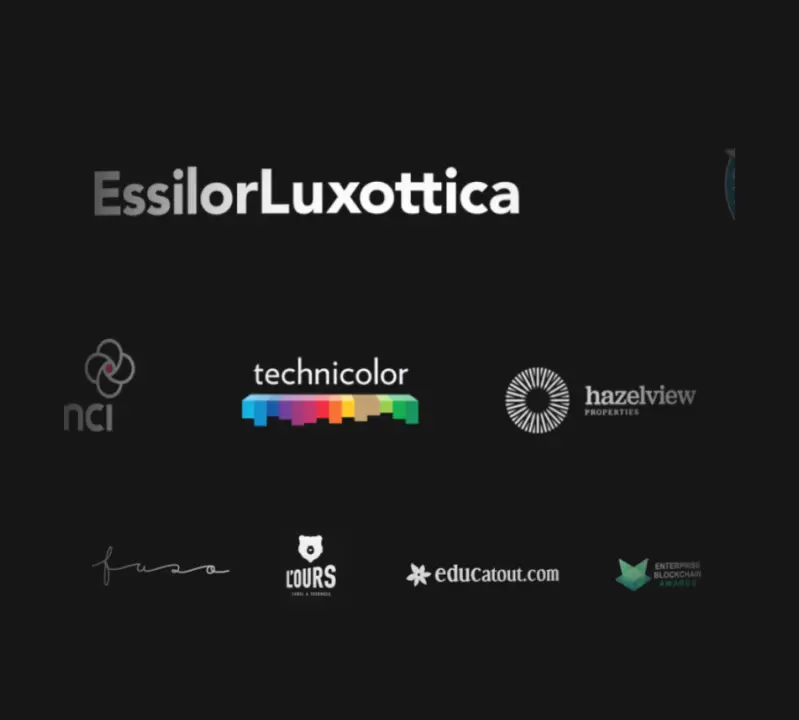 EssilorLuxottica
nci
technicolor
hazelview
PROPERTIES
fuso
L'OURS
educatout.com
ENTERPRISE
BLOCKCHAIN
AWARDS